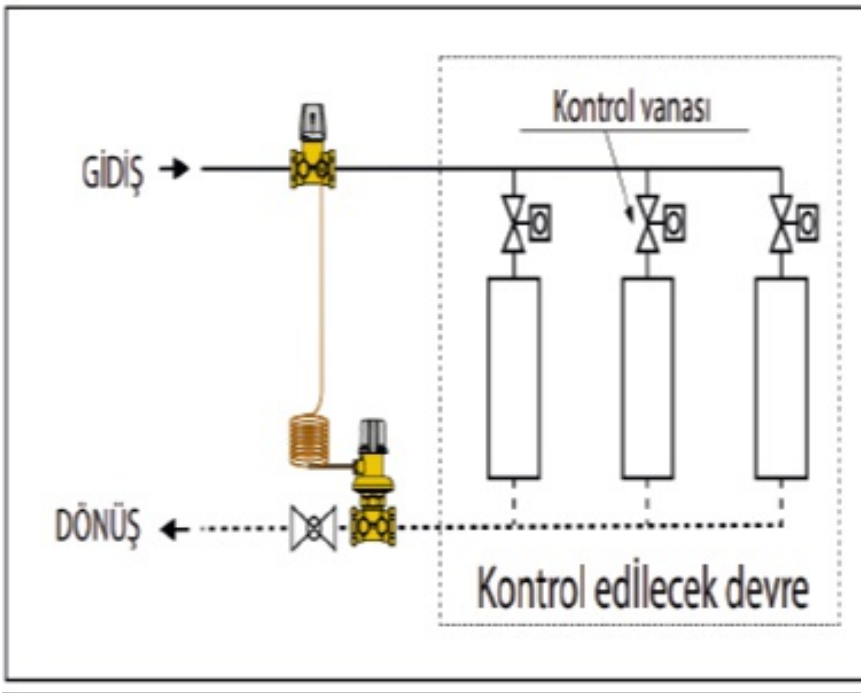 Kontrol vanası
GİDİŞ
DÖNÜŞ
Kontrol edİlecek devre